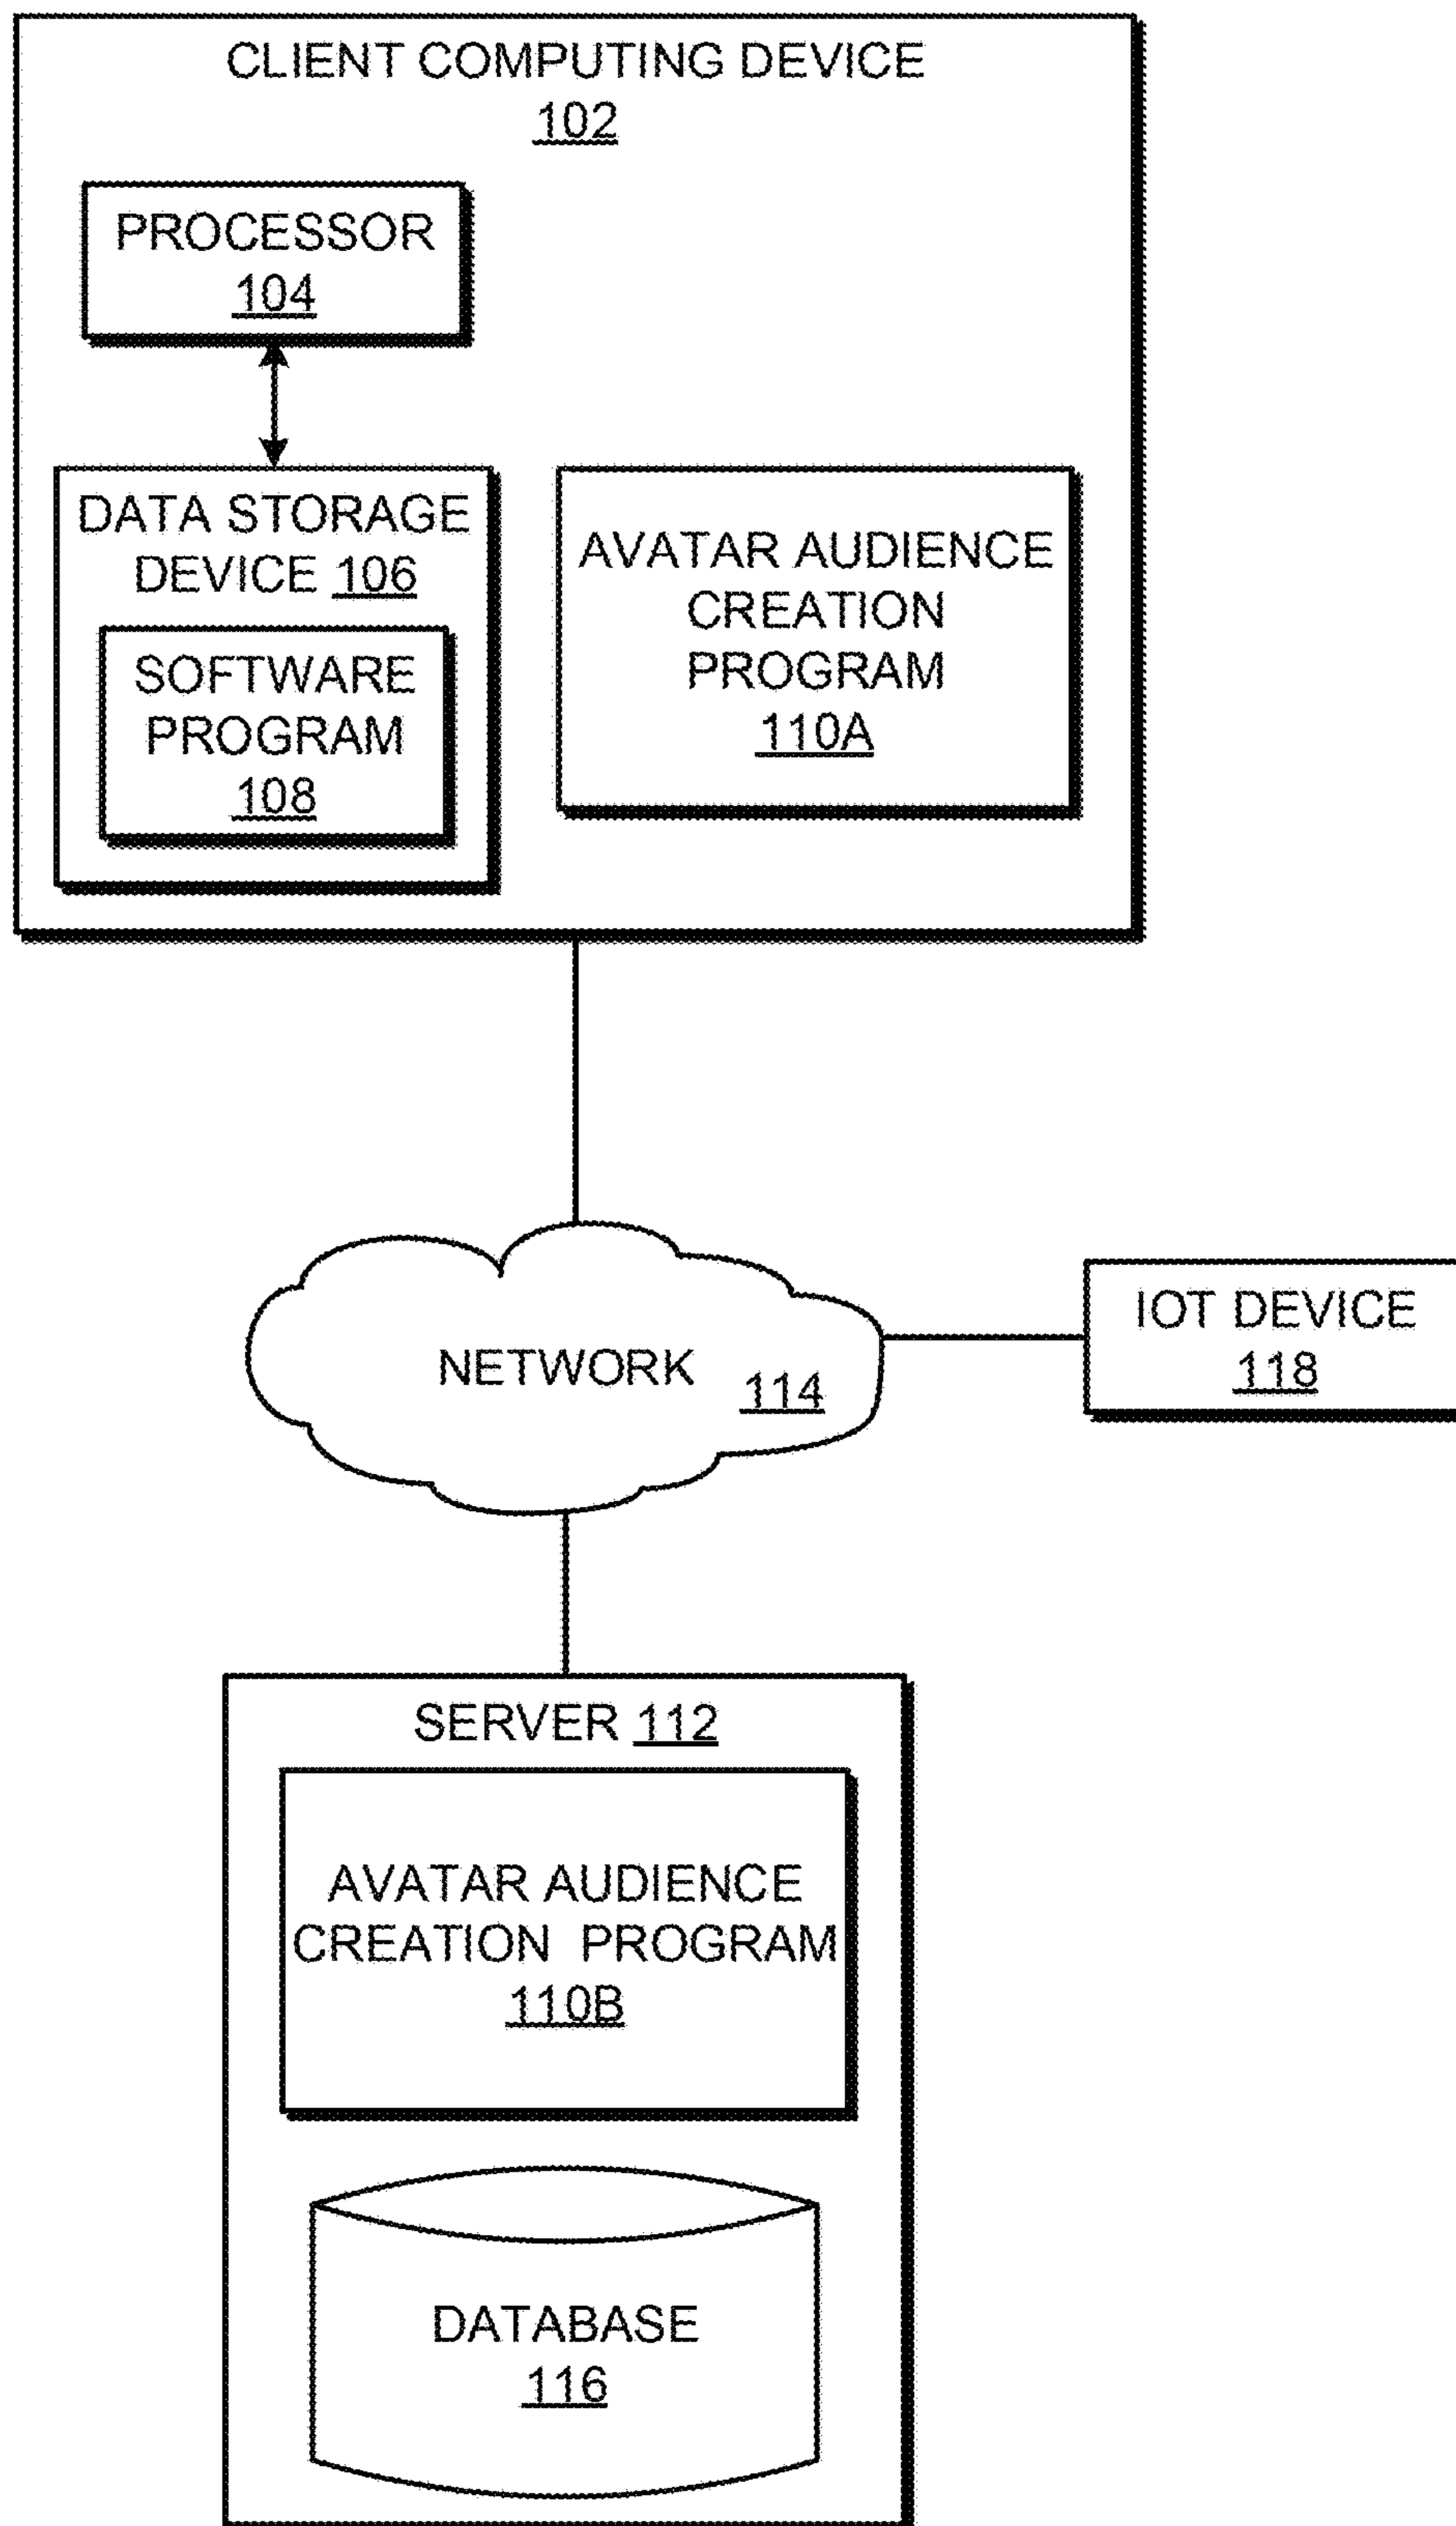 CLIENT COMPUTING DEVICE
102
PROCESSOR
104
DATA STORAGE
DEVICE 106
SOFTWARE
PROGRAM
108
AVATAR AUDIENCE
CREATION
PROGRAM
110A
NETWORK 114
IOT DEVICE
118
SERVER 112
AVATAR AUDIENCE
CREATION PROGRAM
110B
DATABASE
116